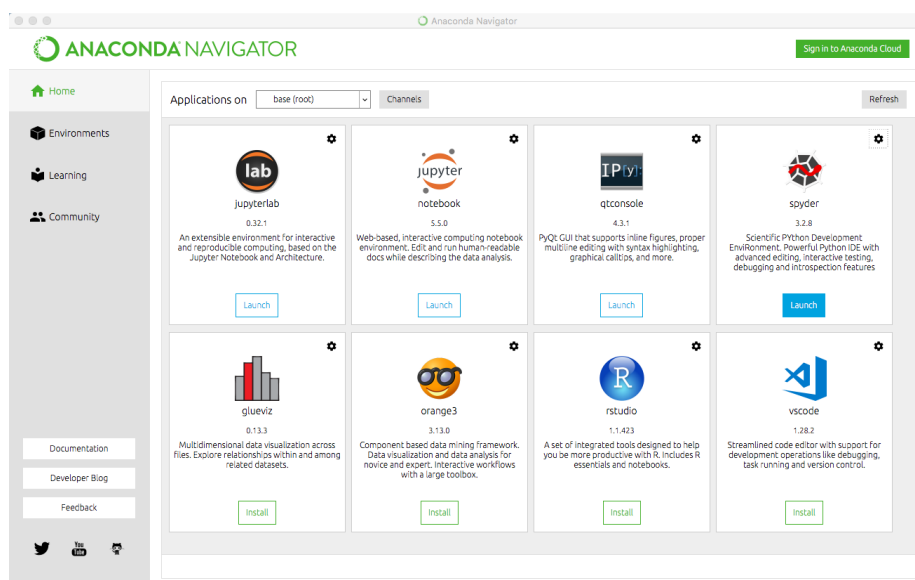 Anaconda Navigator
ANACONDA NAVIGATOR
Sign in to Anaconda Cloud
Home
Environments
Learning
Community
Documentation
Developer Blog
Feedback
You
Tube
Applications on
base (root)
Channels
Refresh
lab
jupyterlab
0.32.1
An extensible environment for interactive
and reproducible computing, based on the
Jupyter Notebook and Architecture.
Launch
jupyter
notebook
5.5.0
Web-based, interactive computing notebook
environment. Edit and run human-readable
docs while describing the data analysis.
Launch
IP[y]:
qtconsole
4.3.1
PyQt GUI that supports inline figures, proper
multiline editing with syntax highlighting,
graphical calltips, and more.
Launch
spyder
3.2.8
Scientific PYthon Development
EnviRonment. Powerful Python IDE with
advanced editing, interactive testing,
debugging and introspection features
Launch
glueviz
0.13.3
Multidimensional data visualization across
files. Explore relationships within and among
related datasets.
Install
orange3
3.13.0
Component based data mining framework.
Data visualization and data analysis for
novice and expert. Interactive workflows
with a large toolbox.
Install
R
rstudio
1.1.423
A set of integrated tools designed to help
you be more productive with R. Includes R
essentials and notebooks.
Install
vscode
1.28.2
Streamlined code editor with support for
development operations like debugging,
task running and version control.
Install